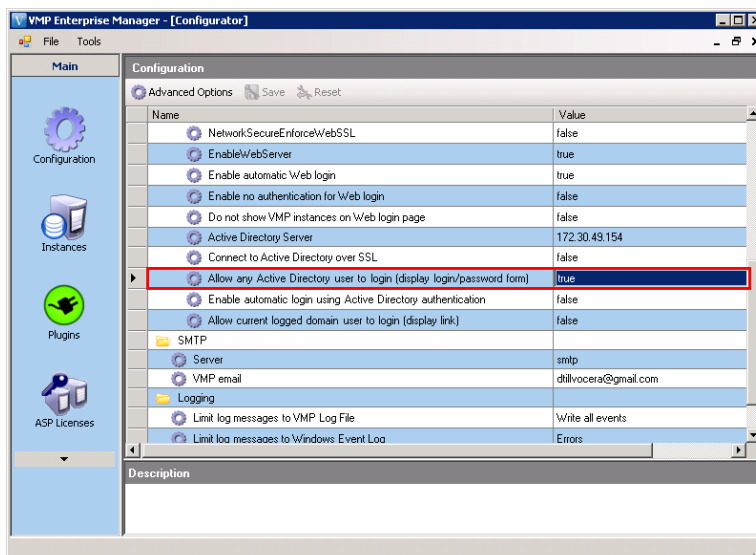 VMP Enterprise Manager - [Configurator]
File Tools
Main
Configuration
Instances
Plugins
ASP Licenses
Configuration
Advanced Options Save Reset
Name Value
NetworkSecureEnforceWebSSL false
EnableWebServer true
Enable automatic Web login true
Enable no authentication for Web login false
Do not show VMP instances on Web login page false
Active Directory Server 172.30.49.154
Connect to Active Directory over SSL false
Allow any Active Directory user to login (display login/password form) true
Enable automatic login using Active Directory authentication false
Allow current logged domain user to login (display link) false
SMTP
Server smtp
VMP email dtillvocera@gmail.com
Logging
Limit log messages to VMP Log File Write all events
Limit log messages to Windows Event Log Errors
Description